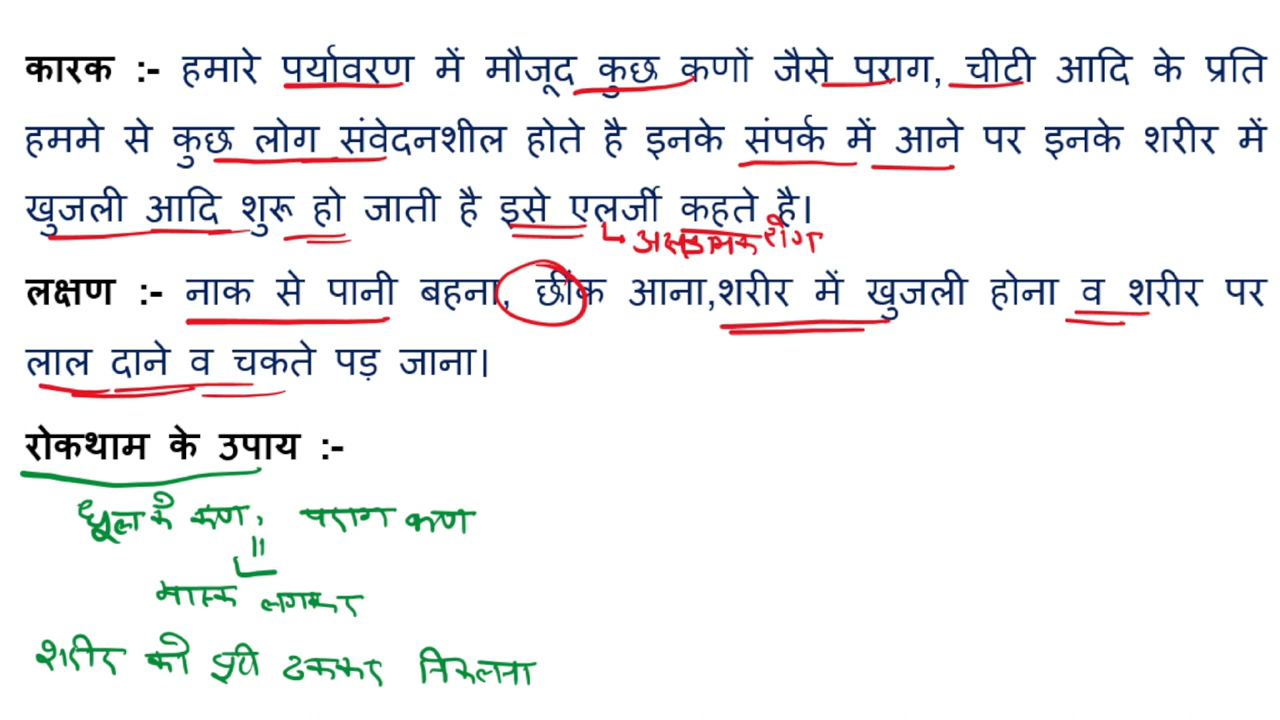 कारक :- हमारे पर्यावरण में मौजूद कुछ कणों जैसे पराग, चीटी आदि के प्रति
हममे से कुछ लोग संवेदनशील होते है इनके संपर्क में आने पर इनके शरीर में
खुजली आदि शुरू हो जाती है इसे एलर्जी कहते है।
रोग
लक्षण :- नाक से पानी बहना, छींक आना,शरीर में खुजली होना व शरीर पर
लाल दाने व चकते पड़ जाना।
रोकथाम के उपाय :-
धूल के कण, पराग कण
मास्क लगाकर
शरीर को ढककर निकलना